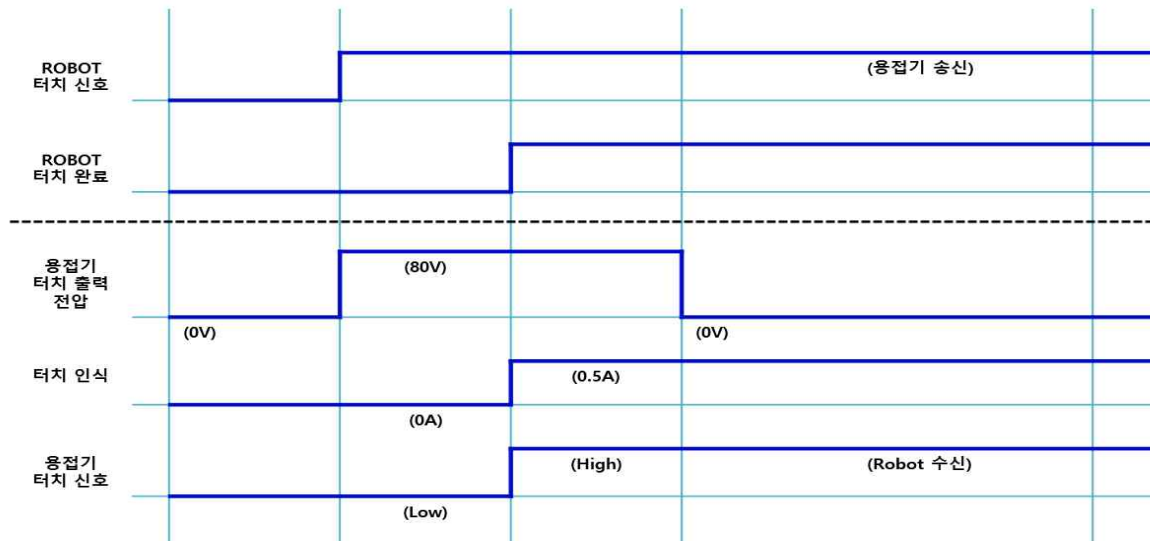 ROBOT
터치 신호
(용접기 송신)
ROBOT
터치 완료
용접기
터치 출력
전압
(80V)
(0V)
(0V)
터치 인식
(0.5A)
(0A)
용접기
터치 신호
(High)
(Robot 수신)
(Low)